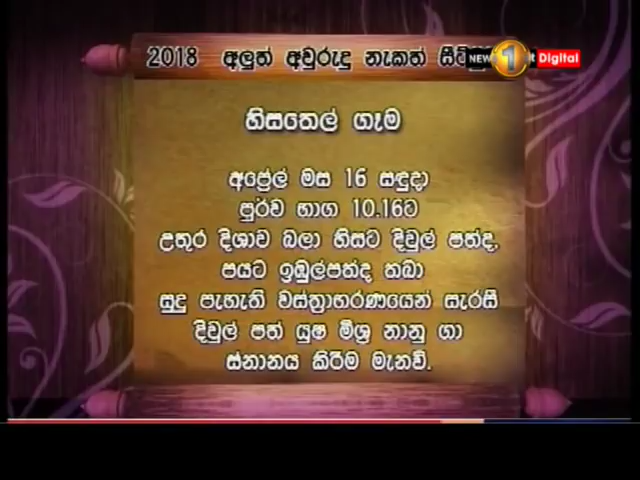 2018 අලුත් අවුරුදු නැකත් NEWS 1st Digital
හිසතෙල් ගෑම
අප්‍රේල් මස 16 සඳුදා
පුර්ව භාග 10.16ට
උතුර දිශාව බලා හිසට දිවුල් පත්ද,
පයට ඉඹුල්පත්ද තබා
සුදු පැහැති වස්ත්‍රාභරණයෙන් සැරසී
දිවුල් පත් යුෂ මිශ්‍ර නානු ගා
ස්නානය කිරීම මැනවි.